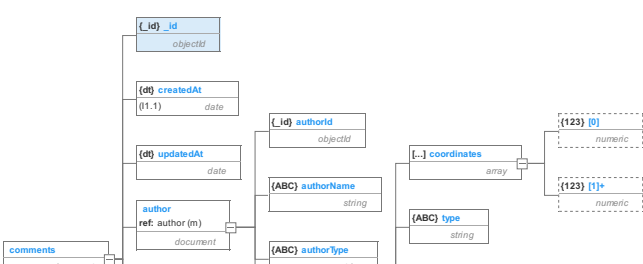 {_id} _id
objectId
{dt} createdAt
(I1.1) date
{_id} authorId
objectId
{123} [0]
numeric
{dt} updatedAt
date
[...] coordinates
array
{ABC} authorName
string
{123} [1]+
numeric
author
ref: author (m)
document
{ABC} type
string
comments
{ABC} authorType